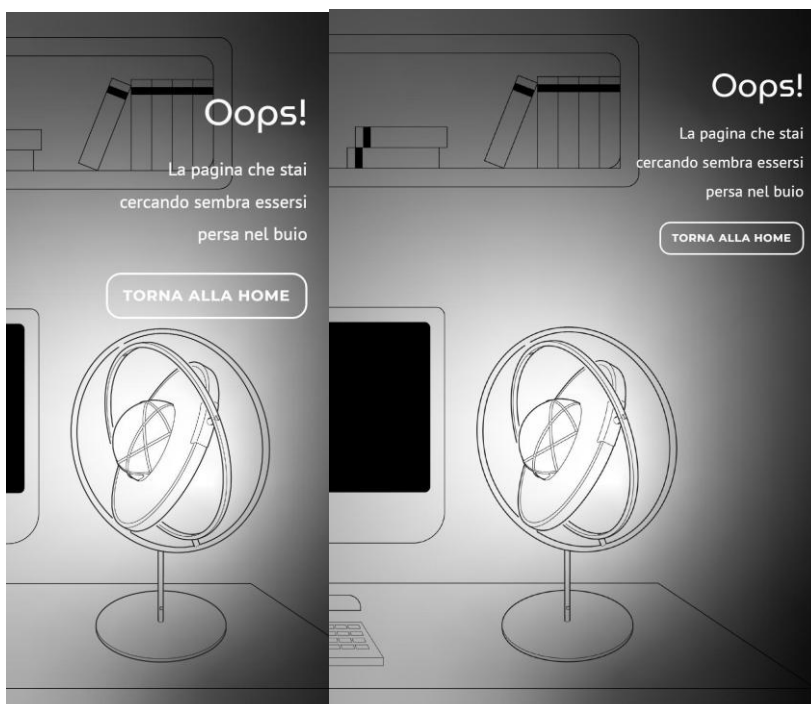 Oops!
La pagina che stai
cercando sembra essersi
persa nel buio
TORNA ALLA HOME
Oops!
La pagina che stai
cercando sembra essersi
persa nel buio
TORNA ALLA HOME